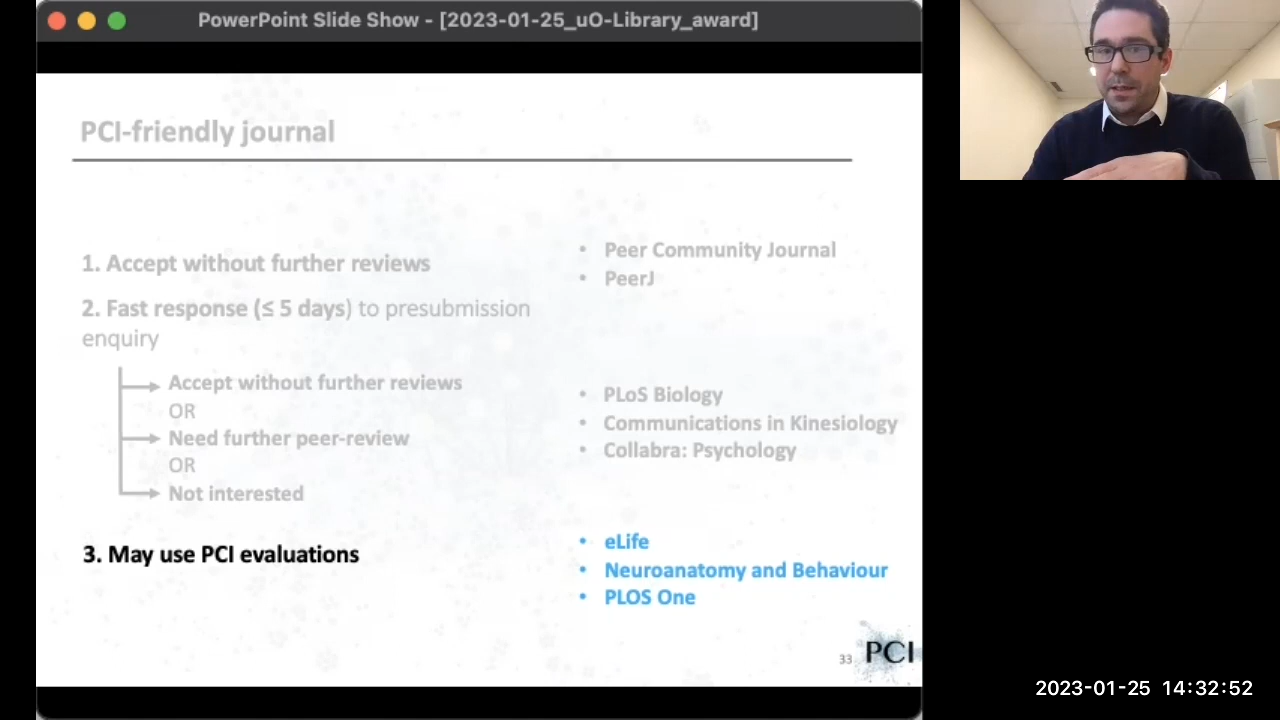 PowerPoint Slide Show - [2023-01-25_uO-Library_award]
PCI-friendly journal
1. Accept without further reviews
• Peer Community Journal
• PeerJ
2. Fast response (≤ 5 days) to presubmission
enquiry
Accept without further reviews
OR
Need further peer-review
OR
Not interested
• PLoS Biology
• Communications in Kinesiology
• Collabra: Psychology
3. May use PCI evaluations
• eLife
• Neuroanatomy and Behaviour
• PLOS One
33
PCI
2023-01-25 14:32:52